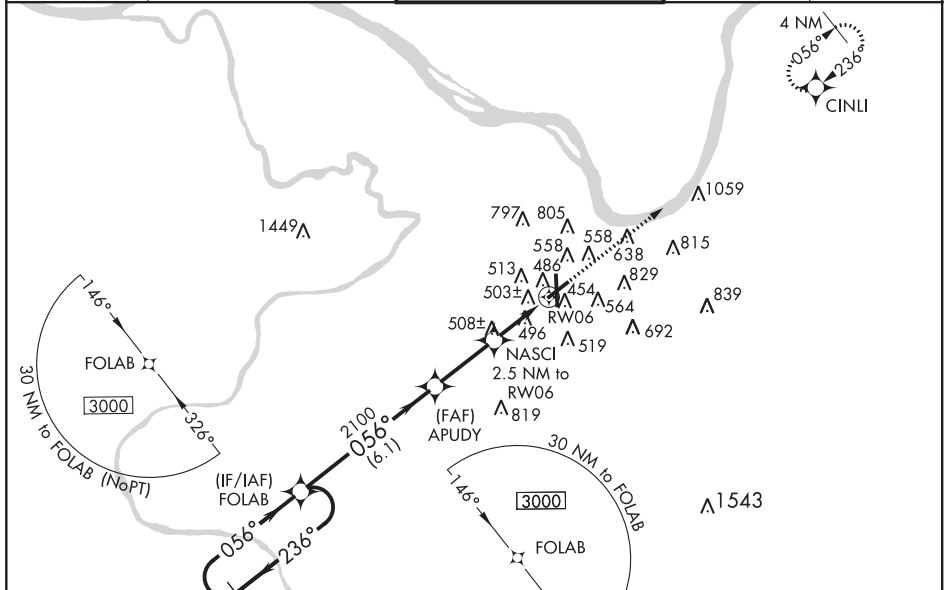 4 NM
056°
236°
CINLI
1059
797
805
1449
558
558
638
815
513
486
829
503±
454
564
839
RW06
146°
508±
496
519
692
NASCI
2.5 NM to
RW06
FOLAB
3000
326°
30 NM to FOLAB (NoPT)
(FAF)
APUDY
819
2100
056°
(6.1)
(IF/IAF)
FOLAB
056°
236°
30 NM to FOLAB
146°
3000
1543
FOLAB